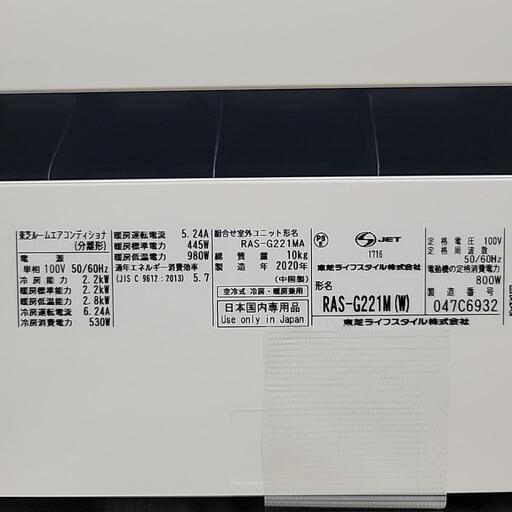 東芝ルームエアコンディショナ
(分離形)
電源
単相 100V 50/60Hz
冷房能力 2.2kW
暖房標準能力 2.2kW
暖房低温能力 2.8kW
冷房運転電流 6.24A
冷房消費電力 530W
暖房運転電流 5.24A
暖房標準電力 445W
暖房低温電力 980W
通年エネルギー消費効率
(JIS C 9612:2013) 5.7
組合せ室外ユニット形名
RAS-G221MA
総質量 10kg
製造年 2020年
(中国製)
空冷式 冷房・暖房兼用
日本国内専用品
Use only in Japan
PS
E
JET
1716
東芝ライフスタイル株式会社
形名
RAS-G221M(W)
東芝ライフスタイル株式会社
定格電圧 100V
定格周波数
50/60Hz
電動機の定格消費電力
800W
製造番号
047C6932